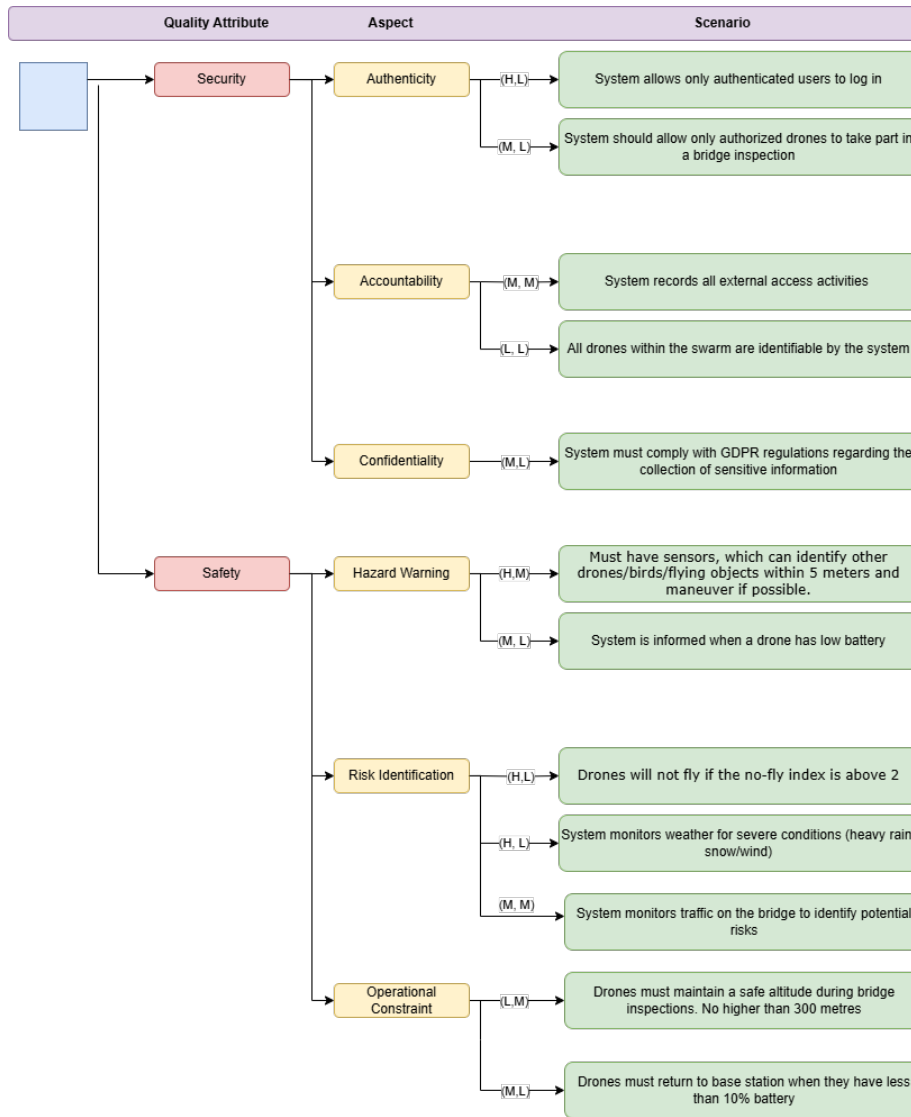 Quality Attribute Aspect Scenario
Security
Authenticity
(H,L)
System allows only authenticated users to log in
(M, L)
System should allow only authorized drones to take part in
a bridge inspection
Accountability
(M, M)
System records all external access activities
(L, L)
All drones within the swarm are identifiable by the system
Confidentiality
(M,L)
System must comply with GDPR regulations regarding the
collection of sensitive information
Safety
Hazard Warning
(H,M)
Must have sensors, which can identify other
drones/birds/flying objects within 5 meters and
maneuver if possible.
(M, L)
System is informed when a drone has low battery
Risk Identification
(H,L)
Drones will not fly if the no-fly index is above 2
(H, L)
System monitors weather for severe conditions (heavy rain
snow/wind)
(M, M)
System monitors traffic on the bridge to identify potential
risks
Operational
Constraint
(L,M)
Drones must maintain a safe altitude during bridge
inspections. No higher than 300 metres
(M,L)
Drones must return to base station when they have less
than 10% battery